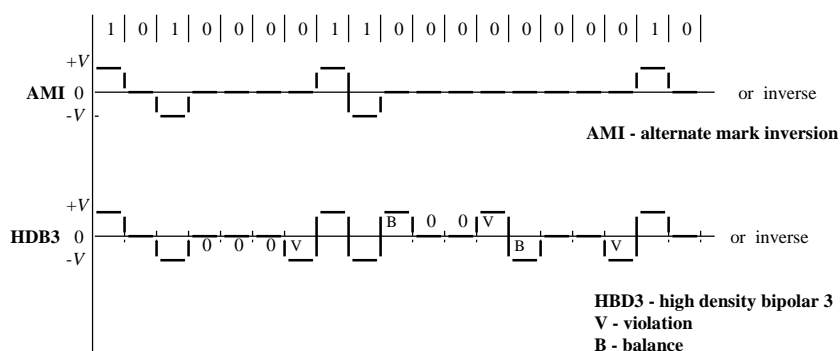 1 0 1 0 0 0 0 1 1 0 0 0 0 0 0 0 0 1 0
+V
AMI 0 or inverse
-V
AMI - alternate mark inversion
+V
B 0 0 V
HDB3 0 or inverse
0 0 0 V B V
-V
HBD3 - high density bipolar 3
V - violation
B - balance